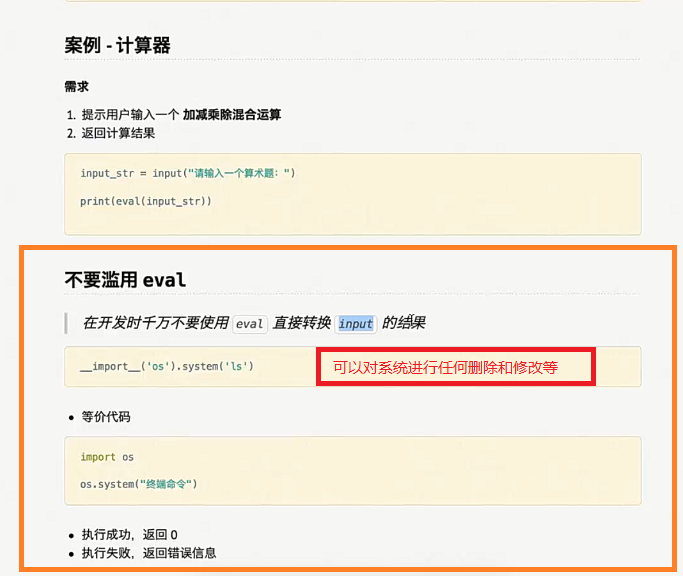 案例 - 计算器
需求
1. 提示用户输入一个 加减乘除混合运算
2. 返回计算结果
input_str = input("请输入一个算术题：")
print(eval(input_str))
不要滥用 eval
在开发时千万不要使用 eval 直接转换 input 的结果
__import__('os').system('ls')
可以对系统进行任何删除和修改等
• 等价代码
import os
os.system("终端命令")
• 执行成功，返回 0
• 执行失败，返回错误信息